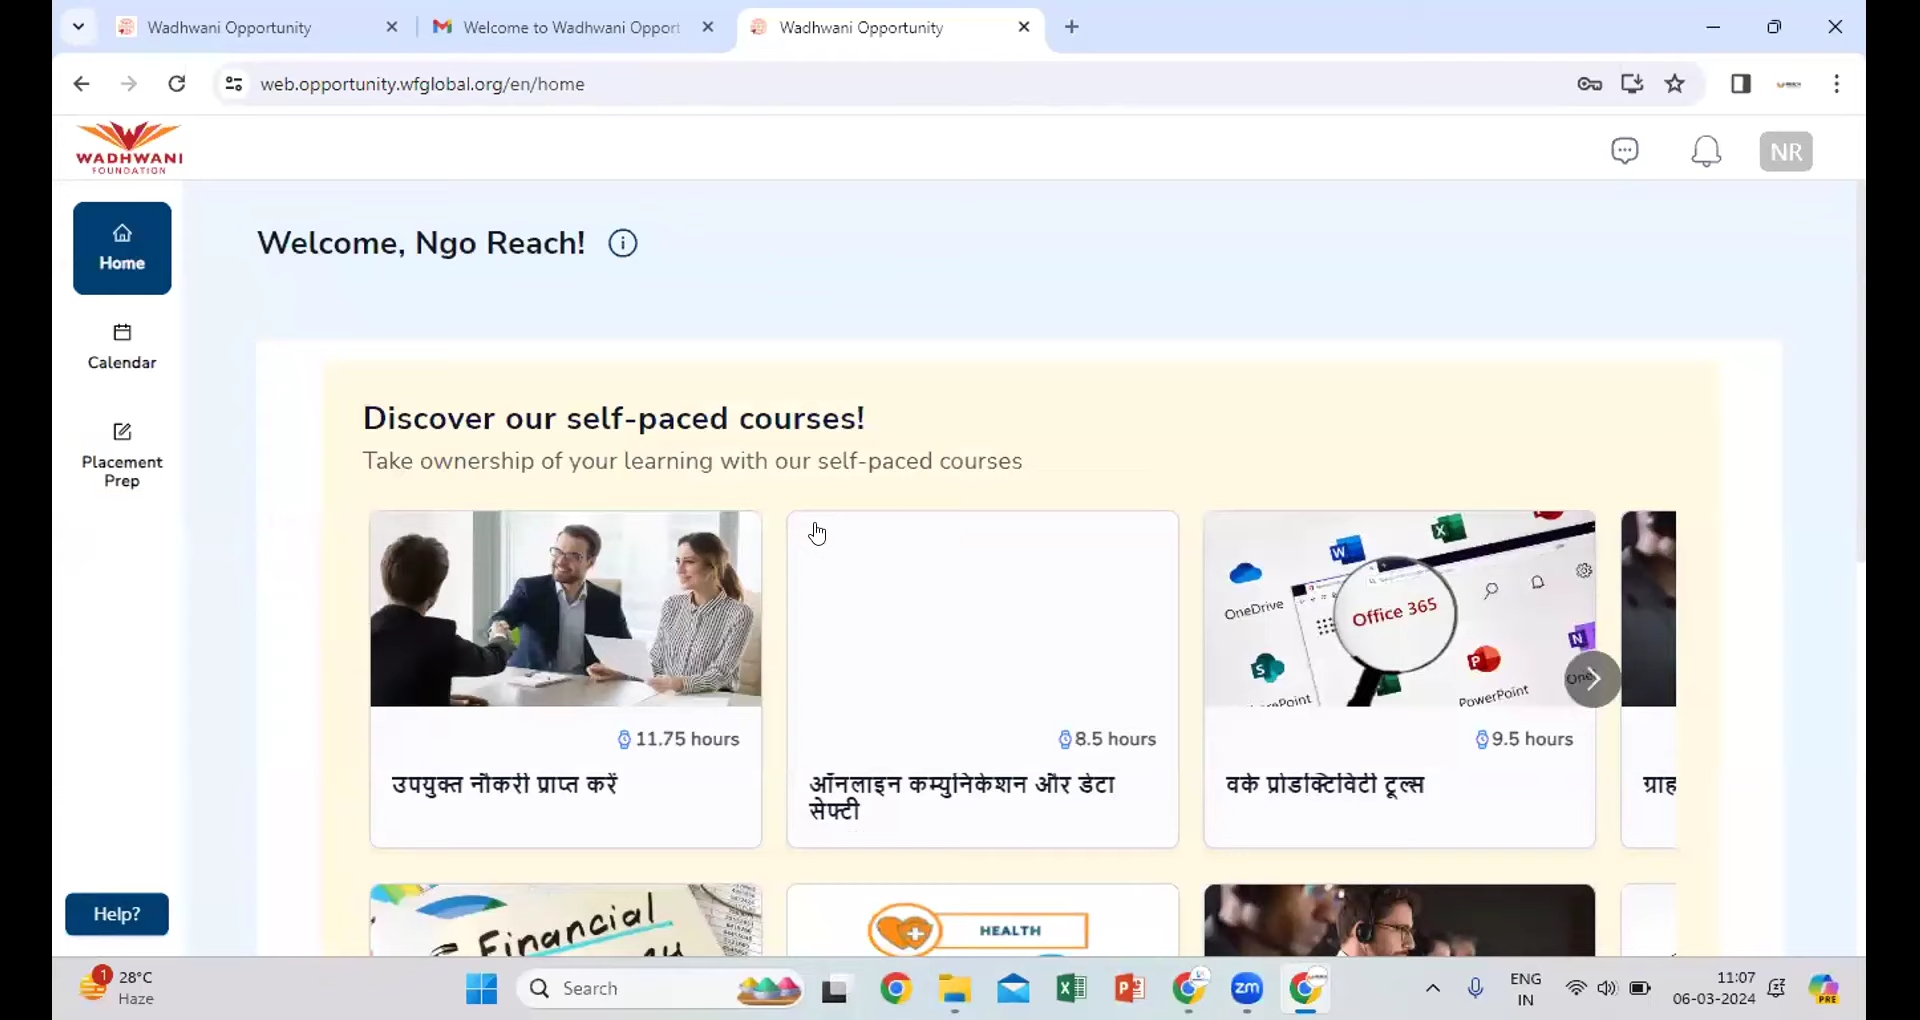 Wadhwani Opportunity
Welcome to Wadhwani Opport
Wadhwani Opportunity
web.opportunity.wfglobal.org/en/home
WADHWANI
FOUNDATION
NR
Home
Calendar
Placement
Prep
Help?
Welcome, Ngo Reach!
Discover our self-paced courses!
Take ownership of your learning with our self-paced courses
11.75 hours
उपयुक्त नौकरी प्राप्त करें
8.5 hours
ऑनलाइन कम्युनिकेशन और डेटा
सेफ्टी
OneDrive
Office 365
PowerPoint
9.5 hours
वर्क प्रोडक्टिविटी टूल्स
ग्राह
Financial
HEALTH
1
28°C
Haze
Search
zm
ENG
IN
11:07
06-03-2024
PRE